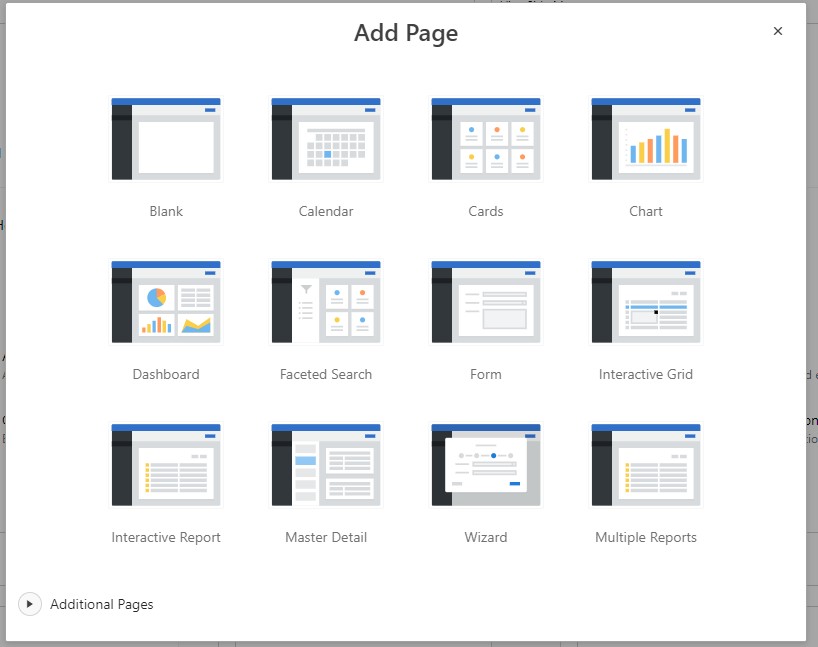 Add Page
Blank
Calendar
Cards
Chart
Dashboard
Faceted Search
Form
Interactive Grid
Interactive Report
Master Detail
Wizard
Multiple Reports
Additional Pages